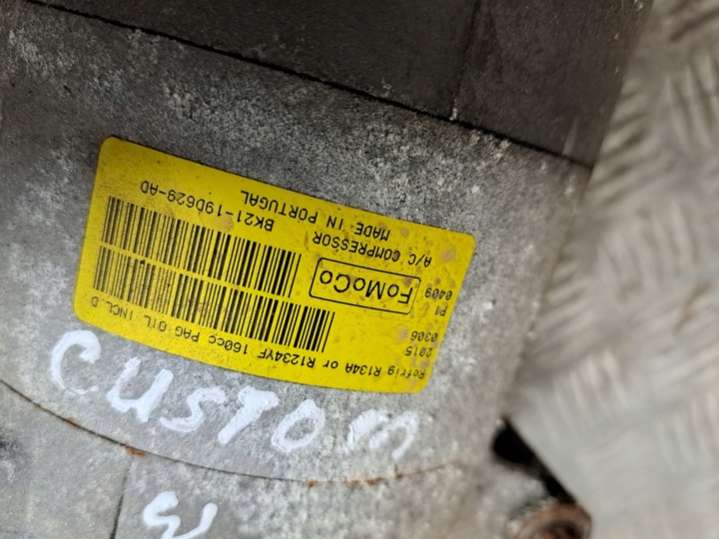 Refrig R134A or R1234YF 160cc PAG OIL INCL.D
2015 0306
P1 0409
FoMoCo
A/C COMPRESSOR
MADE IN PORTUGAL
BK21-19D629-AD
CUSTOM